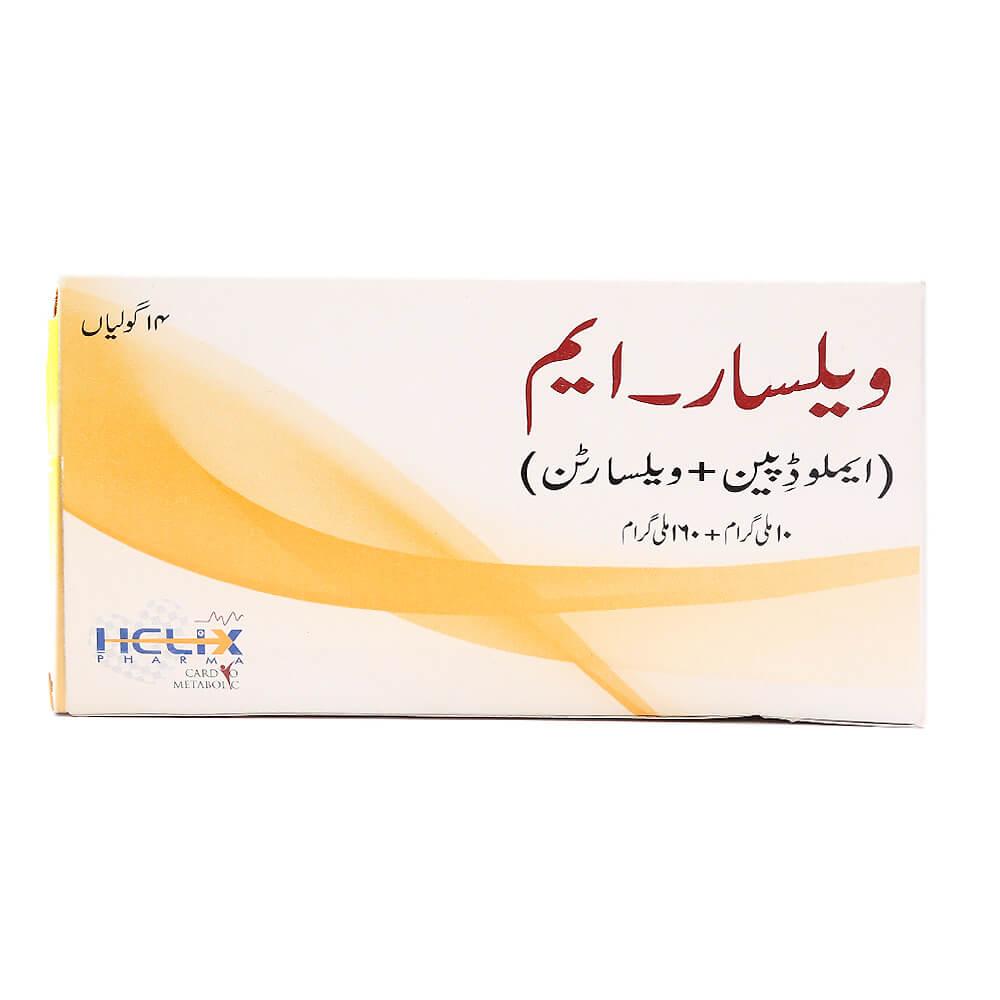 ۱۴ گولیاں
ویلسار۔ایم
(ایملوڈِپین + ویلسارٹن)
۱۰ ملی گرام + ۱۶۰ ملی گرام
HELIX
PHARMA
CARDIO
METABOLIC